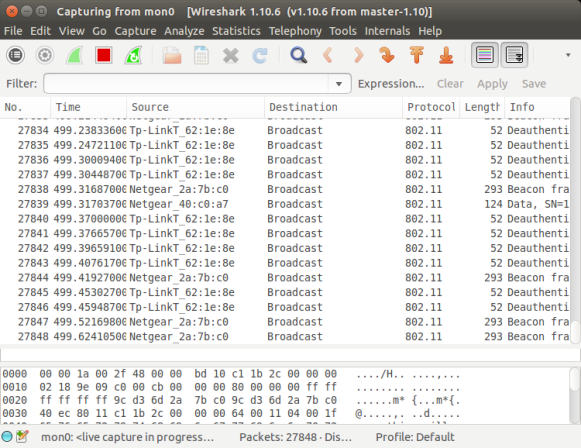 Capturing from mon0 [Wireshark 1.10.6 (v1.10.6 from master-1.10)]
File Edit View Go Capture Analyze Statistics Telephony Tools Internals Help
Filter: Expression... Clear Apply Save
No. Time Source Destination Protocol Length Info
27834 499.23833600 Tp-LinkT_62:1e:8e Broadcast 802.11 52 Deauthenti
27835 499.24721100 Tp-LinkT_62:1e:8e Broadcast 802.11 52 Deauthenti
27836 499.30009400 Tp-LinkT_62:1e:8e Broadcast 802.11 52 Deauthenti
27837 499.30448700 Tp-LinkT_62:1e:8e Broadcast 802.11 52 Deauthenti
27838 499.31687000 Netgear_2a:7b:c0 Broadcast 802.11 293 Beacon fra
27839 499.31703700 Netgear_40:c0:a7 Broadcast 802.11 124 Data, SN=1
27840 499.37000000 Tp-LinkT_62:1e:8e Broadcast 802.11 52 Deauthenti
27841 499.37665700 Tp-LinkT_62:1e:8e Broadcast 802.11 52 Deauthenti
27842 499.39659100 Tp-LinkT_62:1e:8e Broadcast 802.11 52 Deauthenti
27843 499.40761700 Tp-LinkT_62:1e:8e Broadcast 802.11 52 Deauthenti
27844 499.41927000 Netgear_2a:7b:c0 Broadcast 802.11 293 Beacon fra
27845 499.45302700 Tp-LinkT_62:1e:8e Broadcast 802.11 52 Deauthenti
27846 499.45948700 Tp-LinkT_62:1e:8e Broadcast 802.11 52 Deauthenti
27847 499.52169800 Netgear_2a:7b:c0 Broadcast 802.11 293 Beacon fra
27848 499.62410500 Netgear_2a:7b:c0 Broadcast 802.11 293 Beacon fra
0000 00 00 1a 00 2f 48 00 00 bd 10 c1 1b 2c 00 00 00 ..../H.. ....,...
0010 02 18 9e 09 c0 00 cb 00 00 00 80 00 00 00 ff ff ........ ........
0020 ff ff ff ff 9c d3 6d 2a 7b c0 9c d3 6d 2a 7b c0 ......m* {...m*{.
0030 40 ec 80 11 c1 1b 2c 00 00 00 64 00 11 04 00 1f @.....,. ..d.....
mon0: <live capture in progress... Packets: 27848 · Dis... Profile: Default